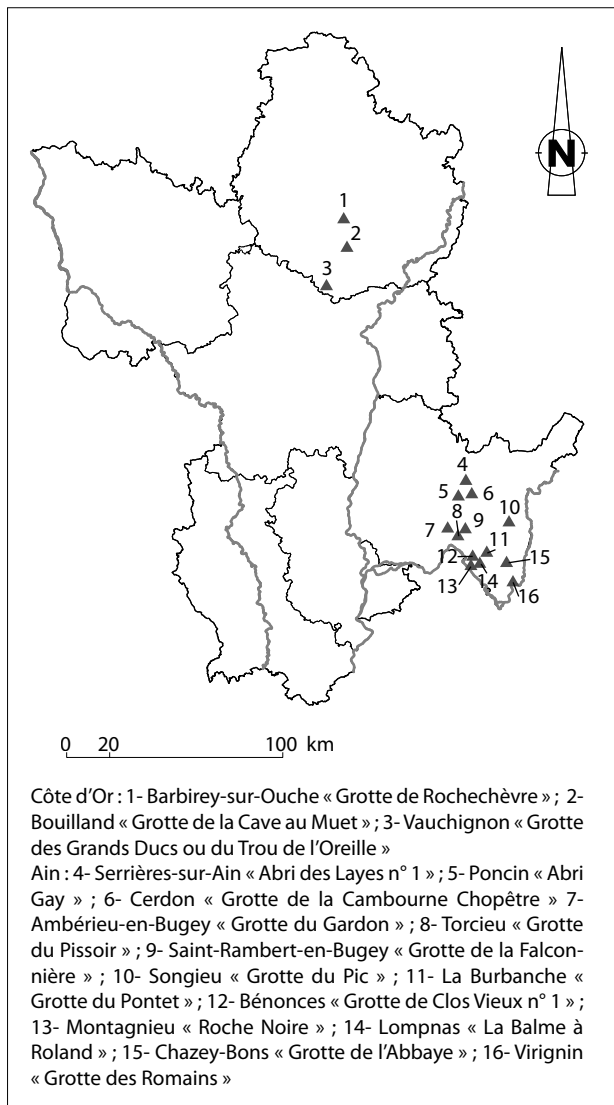 N
1
2
3
4
5
6
7
8
9
10
11
12
13
14
15
16
0 20 100 km
Côte d'Or : 1- Barbirey-sur-Ouche « Grotte de Rochechèvre » ; 2-
Bouilland « Grotte de la Cave au Muet » ; 3- Vauchignon « Grotte
des Grands Ducs ou du Trou de l'Oreille »
Ain : 4- Serrières-sur-Ain « Abri des Layes n° 1 » ; 5- Poncin « Abri
Gay » ; 6- Cerdon « Grotte de la Cambourne Chopêtre » 7-
Ambérieu-en-Bugey « Grotte du Gardon » ; 8- Torcieu « Grotte
du Pissoir » ; 9- Saint-Rambert-en-Bugey « Grotte de la Falcon-
nière » ; 10- Songieu « Grotte du Pic » ; 11- La Burbanche «
Grotte du Pontet » ; 12- Bénonces « Grotte de Clos Vieux n° 1 » ;
13- Montagnieu « Roche Noire » ; 14- Lompnas « La Balme à
Roland » ; 15- Chazey-Bons « Grotte de l'Abbaye » ; 16- Virignin
« Grotte des Romains »